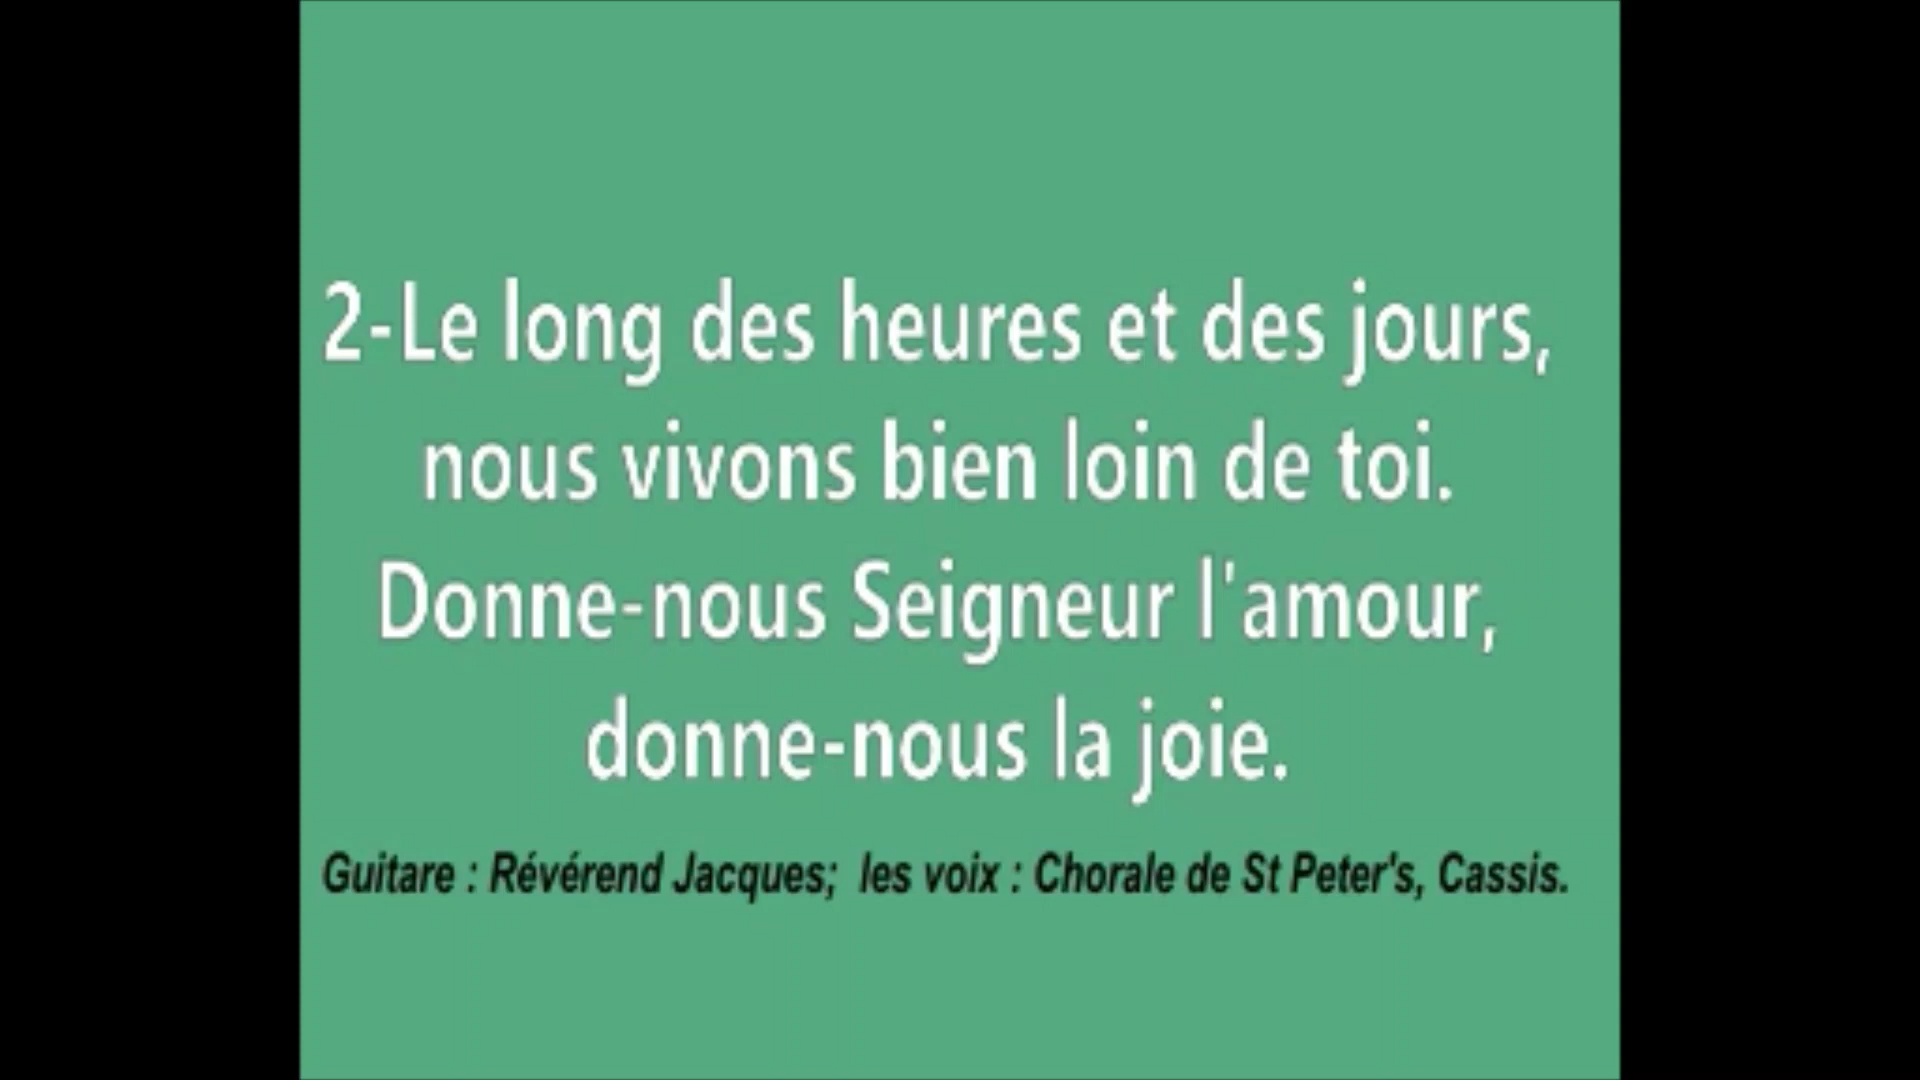 2-Le long des heures et des jours,
nous vivons bien loin de toi.
Donne-nous Seigneur l'amour,
donne-nous la joie.
Guitare : Révérend Jacques;  les voix : Chorale de St Peter's, Cassis.